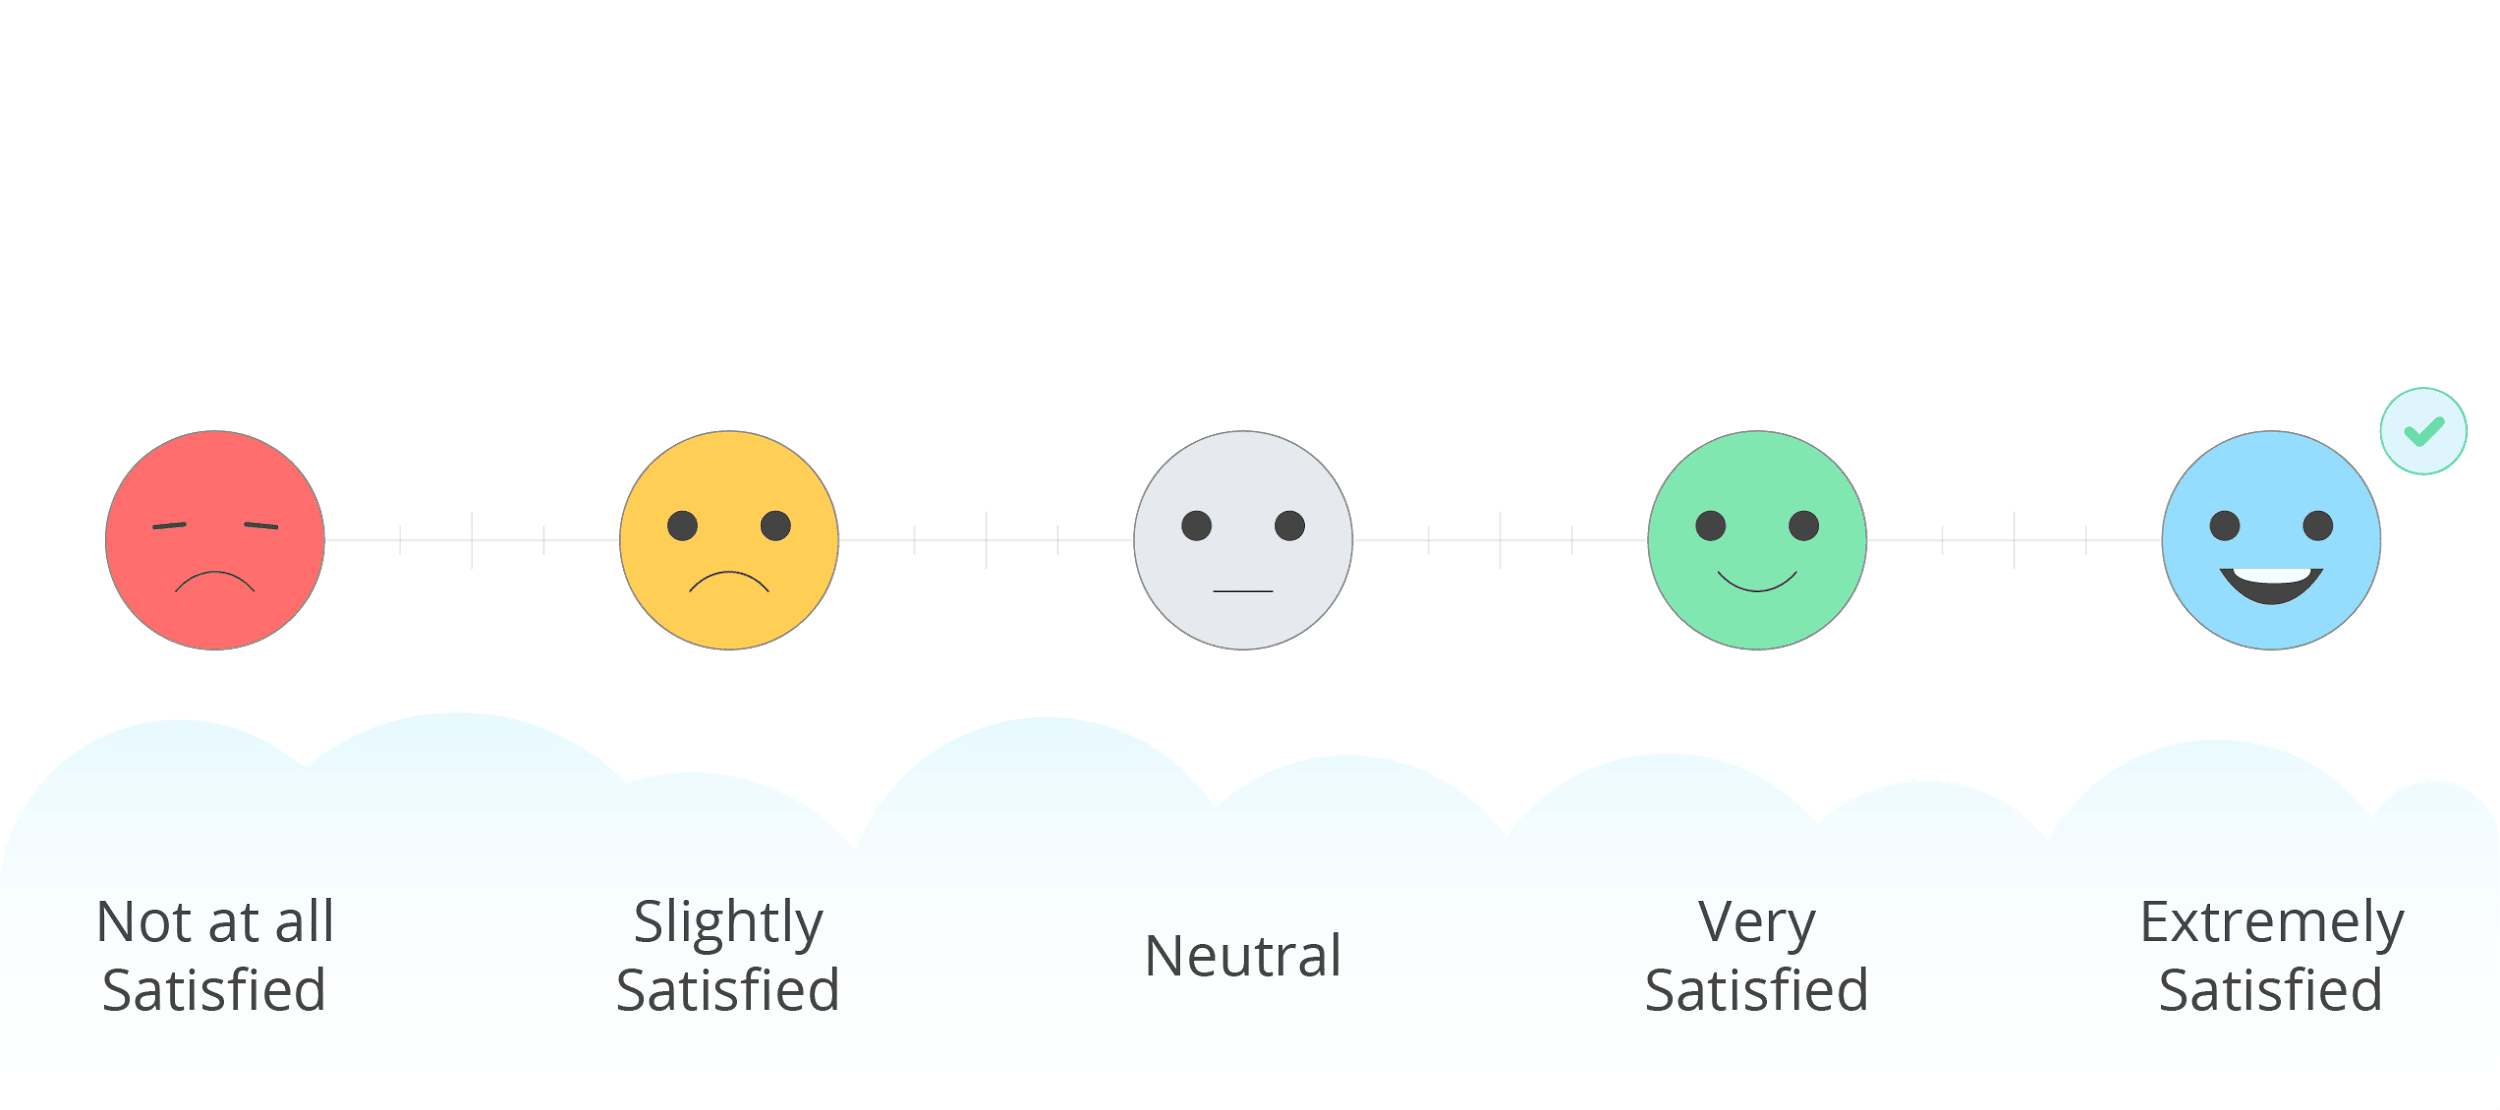 Not at all
Satisfied
Slightly
Satisfied
Neutral
Very
Satisfied
Extremely
Satisfied